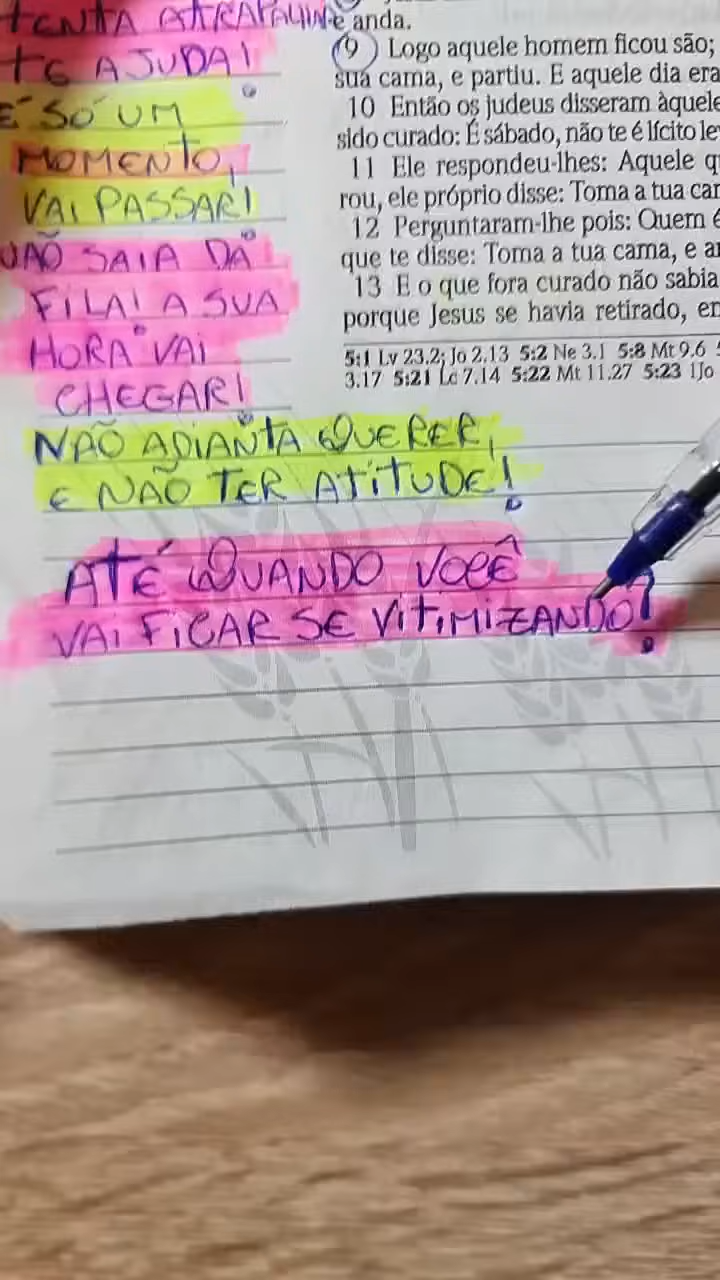 TENTA ATRAPALHA
TE AJUDA!
É SÓ UM
MOMENTO,
VAI PASSAR!
NÃO SAIA DA
FILA! A SUA
HORA VAI
CHEGAR!
NÃO ADIANTA QUERER,
E NÃO TER ATITUDE!
ATÉ QUANDO VOCÊ
VAI FICAR SE VITIMIZANDO?
e anda.
9 Logo aquele homem ficou são;
sua cama, e partiu. E aquele dia era
10 Então os judeus disseram àquele
sido curado: É sábado, não te é lícito le
11 Ele respondeu-lhes: Aquele q
rou, ele próprio disse: Toma a tua car
12 Perguntaram-lhe pois: Quem é
que te disse: Toma a tua cama, e a
13 E o que fora curado não sabia
porque Jesus se havia retirado, e
5:1 Lv 23.2; Jo 2.13 5:2 Ne 3.1 5:8 Mt 9.6
3.17 5:21 Lc 7.14 5:22 Mt 11.27 5:23 1Jo